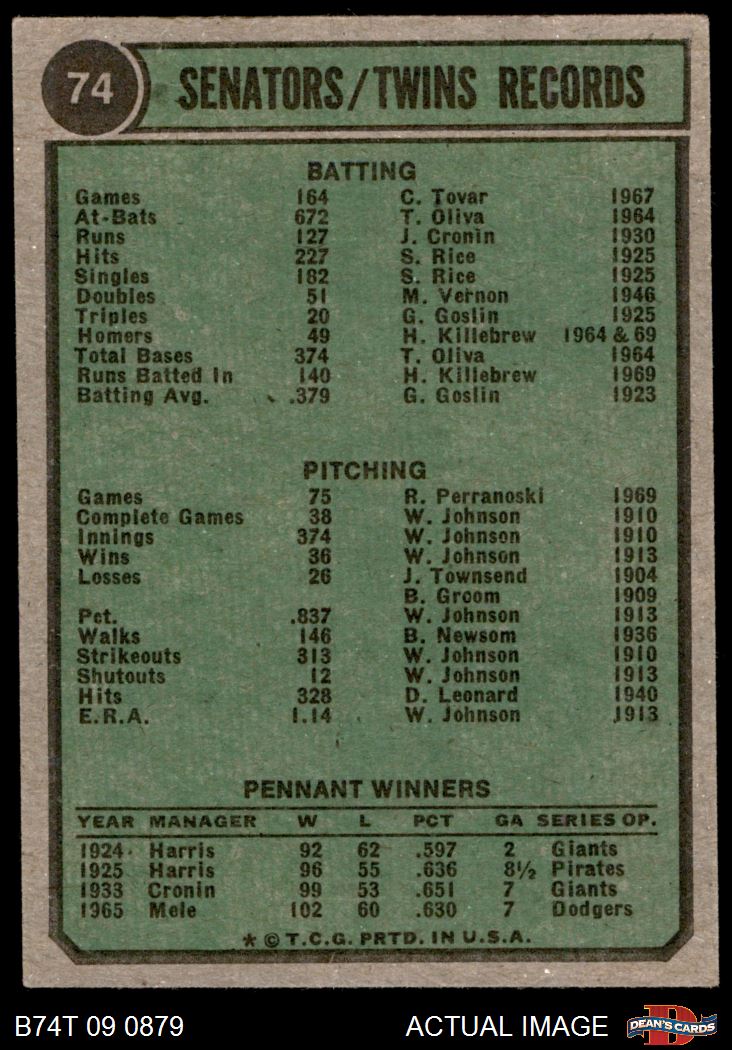 74 SENATORS/TWINS RECORDS
BATTING
Games 164 C. Tovar 1967
At-Bats 672 T. Oliva 1964
Runs 127 J. Cronin 1930
Hits 227 S. Rice 1925
Singles 182 S. Rice 1925
Doubles 51 M. Vernon 1946
Triples 20 G. Goslin 1925
Homers 49 H. Killebrew 1964 & 69
Total Bases 374 T. Oliva 1964
Runs Batted In 140 H. Killebrew 1969
Batting Avg. .379 G. Goslin 1923
PITCHING
Games 75 R. Perranoski 1969
Complete Games 38 W. Johnson 1910
Innings 374 W. Johnson 1910
Wins 36 W. Johnson 1913
Losses 26 J. Townsend 1904
B. Groom 1909
Pct. .837 W. Johnson 1913
Walks 146 B. Newsom 1936
Strikeouts 313 W. Johnson 1910
Shutouts 12 W. Johnson 1913
Hits 328 D. Leonard 1940
E.R.A. 1.14 W. Johnson 1913
PENNANT WINNERS
YEAR MANAGER W L PCT GA SERIES OP.
1924 Harris 92 62 .597 2 Giants
1925 Harris 96 55 .636 8½ Pirates
1933 Cronin 99 53 .651 7 Giants
1965 Mele 102 60 .630 7 Dodgers
* © T.C.G. PRTD. IN U.S.A.
B74T 09 0879 ACTUAL IMAGE D DEAN'S CARDS